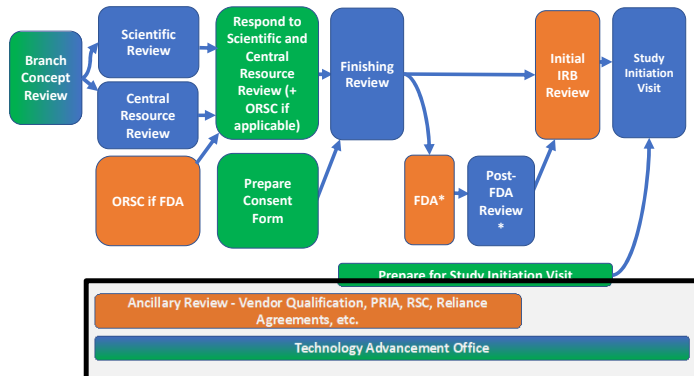 Branch
Concept
Review
Scientific
Review
Central
Resource
Review
ORSC if FDA
Respond to
Scientific and
Central
Resource
Review (+
ORSC if
applicable)
Prepare
Consent
Form
Finishing
Review
FDA*
Post-
FDA
Review
*
Initial
IRB
Review
Study
Initiation
Visit
Prepare for Study Initiation Visit
Ancillary Review - Vendor Qualification, PRIA, RSC, Reliance
Agreements, etc.
Technology Advancement Office